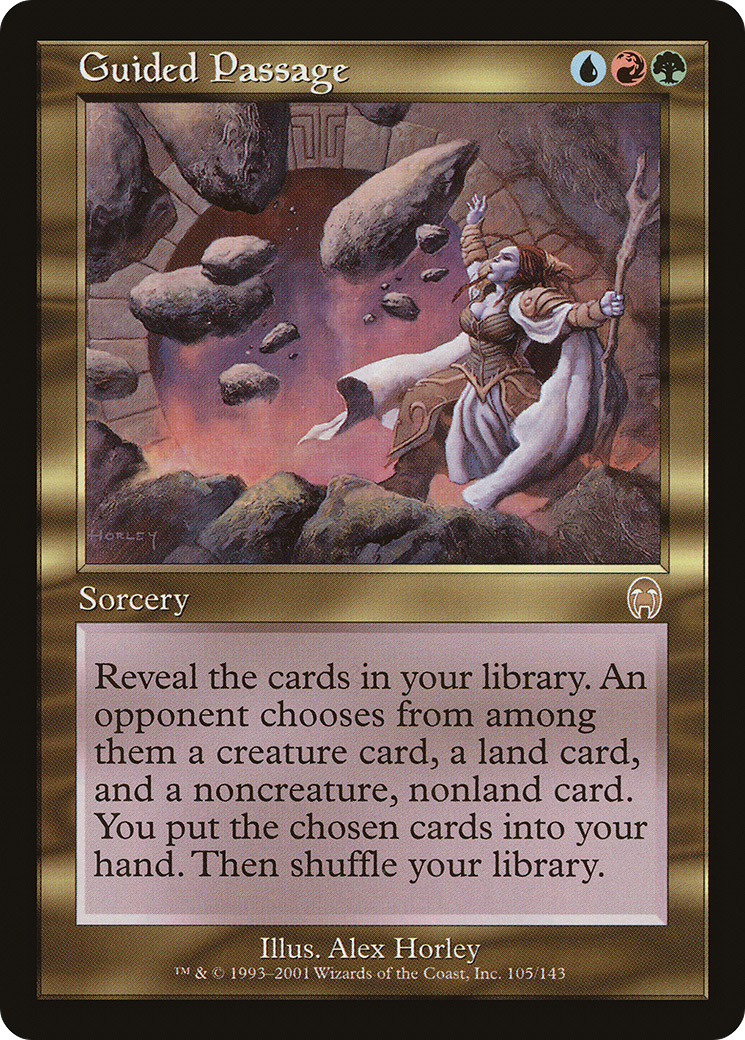 Guided Passage
HORLEY
Sorcery
Reveal the cards in your library. An
opponent chooses from among
them a creature card, a land card,
and a noncreature, nonland card.
You put the chosen cards into your
hand. Then shuffle your library.
Illus. Alex Horley
™ & © 1993–2001 Wizards of the Coast, Inc. 105/143